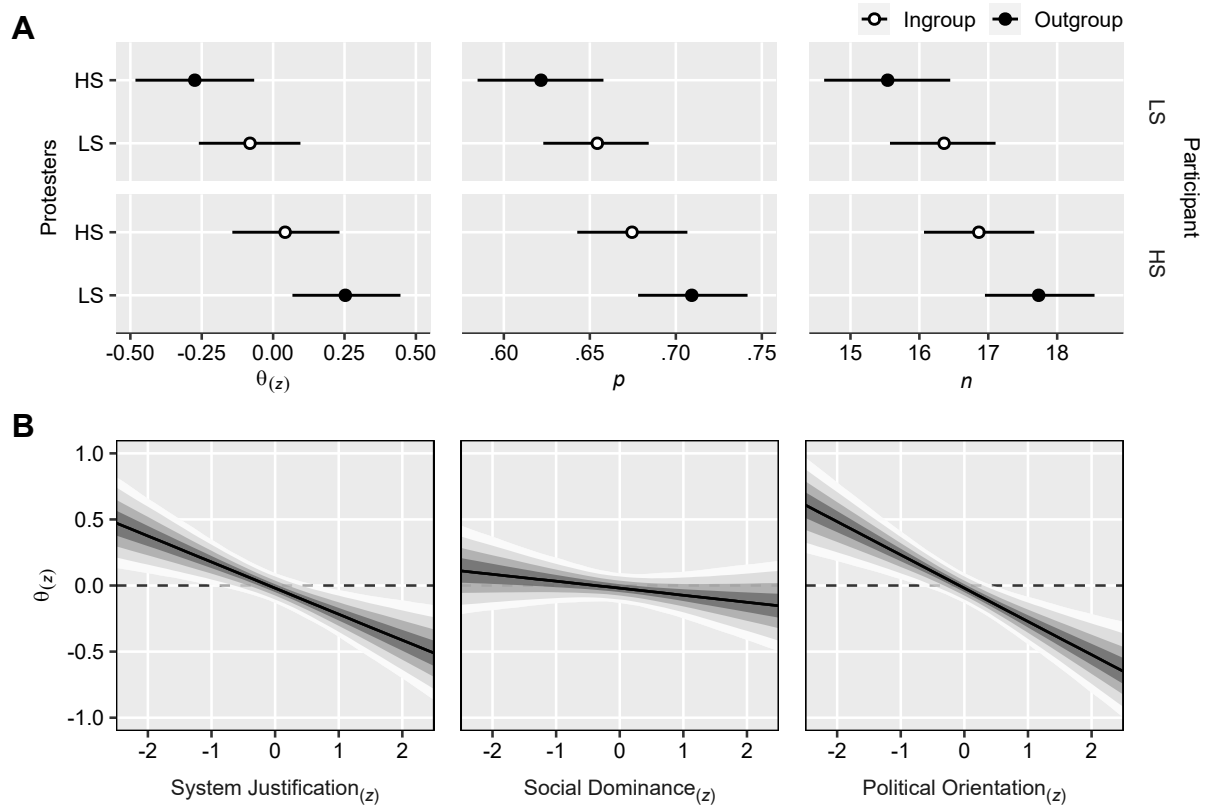 A
Ingroup Outgroup
HS
LS
HS
LS
Protesters
LS
HS
Participant
-0.50 -0.25 0.00 0.25 0.50
.60 .65 .70 .75
15 16 17 18
θ(z)
p
n
B
1.0
0.5
0.0
-0.5
-1.0
θ(z)
-2 -1 0 1 2
-2 -1 0 1 2
-2 -1 0 1 2
System Justification(z)
Social Dominance(z)
Political Orientation(z)